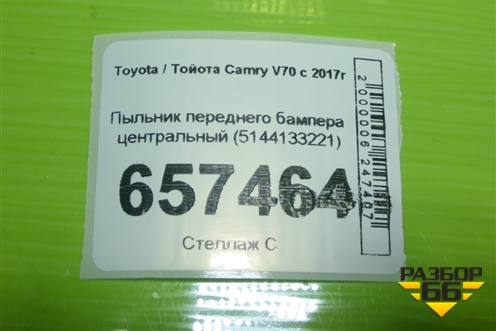 Toyota / Тойота Camry V70 с 2017г
Пыльник переднего бампера
центральный (5144133221)
657464
Стеллаж С
2000006247407
РАЗБОР
66